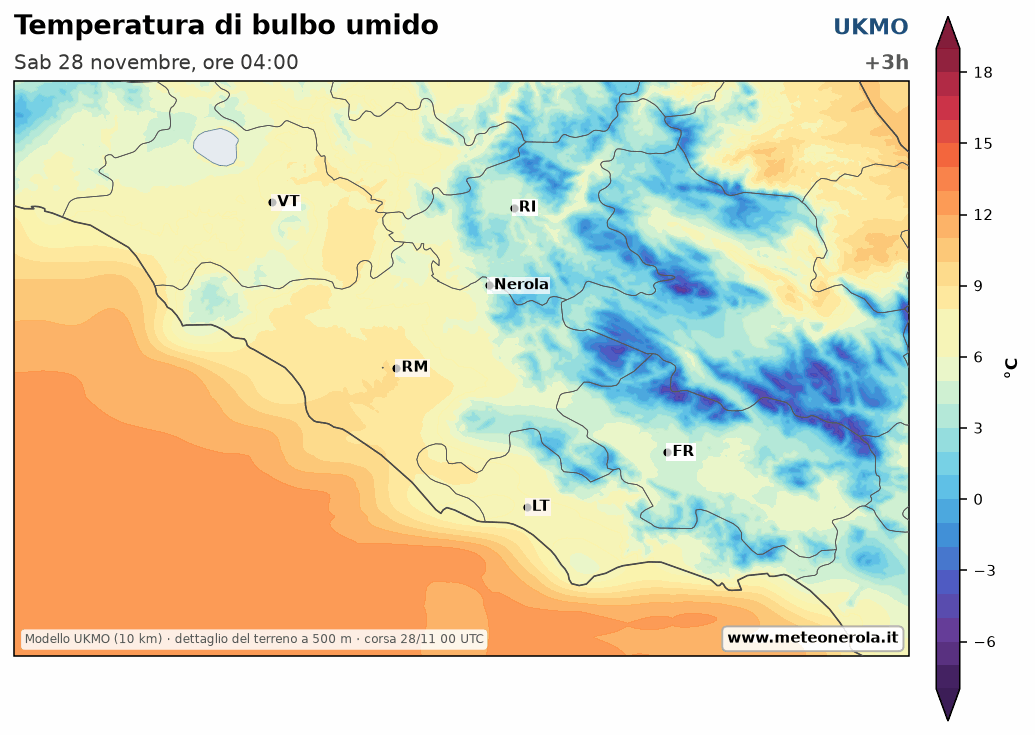 Temperatura di bulbo umido
UKMO
Sab 28 novembre, ore 04:00
+3h
VT
RI
Nerola
RM
FR
LT
18
15
12
9
6
3
0
−3
−6
°C
Modello UKMO (10 km) · dettaglio del terreno a 500 m · corsa 28/11 00 UTC
www.meteonerola.it